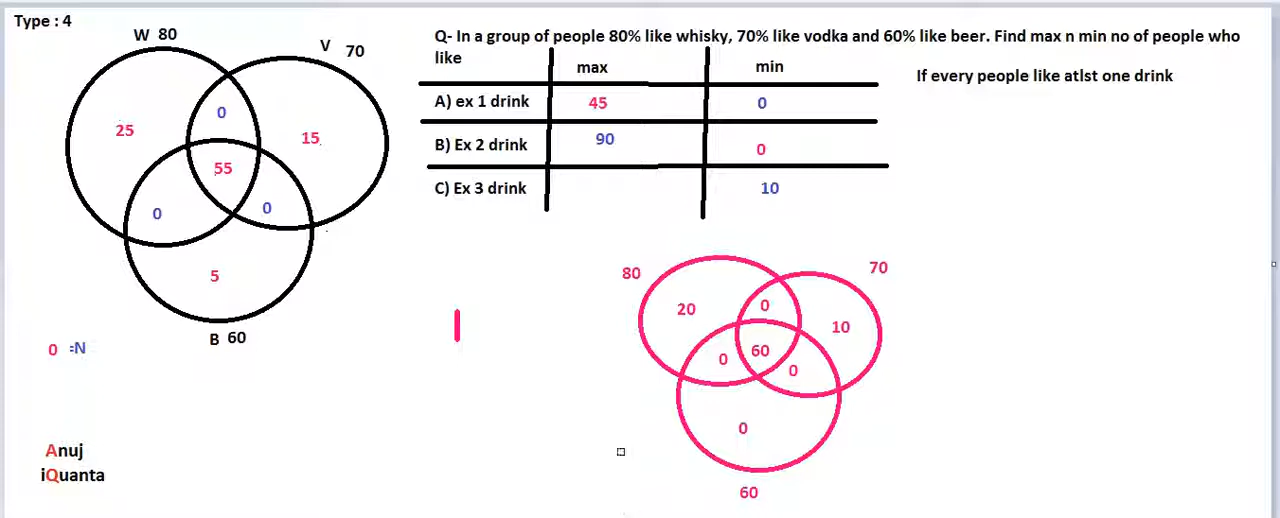 Type : 4
W 80
V 70
Q- In a group of people 80% like whisky, 70% like vodka and 60% like beer. Find max n min no of people who
like
max
min
If every people like atlst one drink
A) ex 1 drink 45 0
B) Ex 2 drink 90 0
C) Ex 3 drink 10
0
25
15
55
0
0
5
B 60
0 =N
80
70
20
0
10
60
0
0
0
60
Anuj
iQuanta